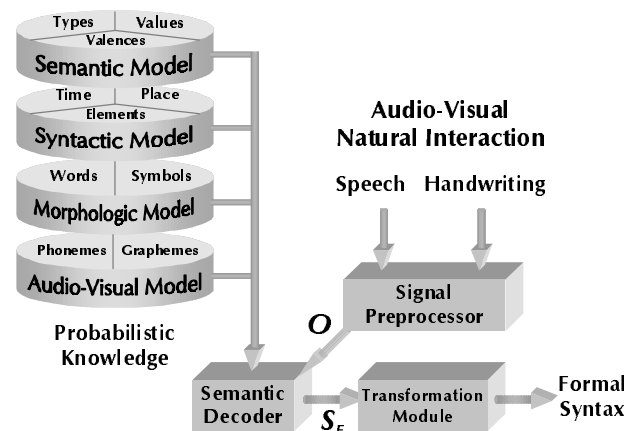 Types Values
Valences
Semantic Model
Time Place
Elements
Syntactic Model
Words Symbols
Morphologic Model
Phonemes Graphemes
Audio-Visual Model
Probabilistic
Knowledge
Audio-Visual
Natural Interaction
Speech Handwriting
Signal
Preprocessor
O
Semantic
Decoder
S_E
Transformation
Module
Formal
Syntax